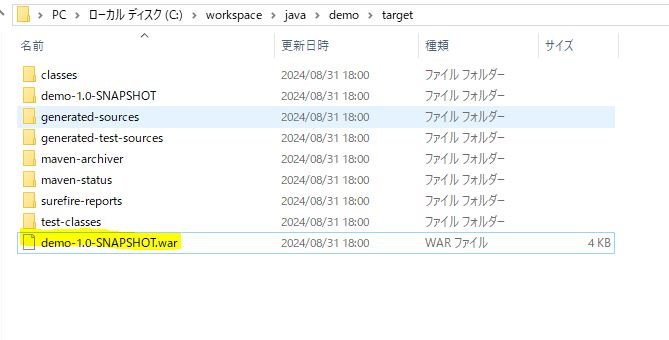 PC > ローカル ディスク (C:) > workspace > java > demo > target
名前 更新日時 種類 サイズ
classes 2024/08/31 18:00 ファイル フォルダー
demo-1.0-SNAPSHOT 2024/08/31 18:00 ファイル フォルダー
generated-sources 2024/08/31 18:00 ファイル フォルダー
generated-test-sources 2024/08/31 18:00 ファイル フォルダー
maven-archiver 2024/08/31 18:00 ファイル フォルダー
maven-status 2024/08/31 18:00 ファイル フォルダー
surefire-reports 2024/08/31 18:00 ファイル フォルダー
test-classes 2024/08/31 18:00 ファイル フォルダー
demo-1.0-SNAPSHOT.war 2024/08/31 18:00 WAR ファイル 4 KB